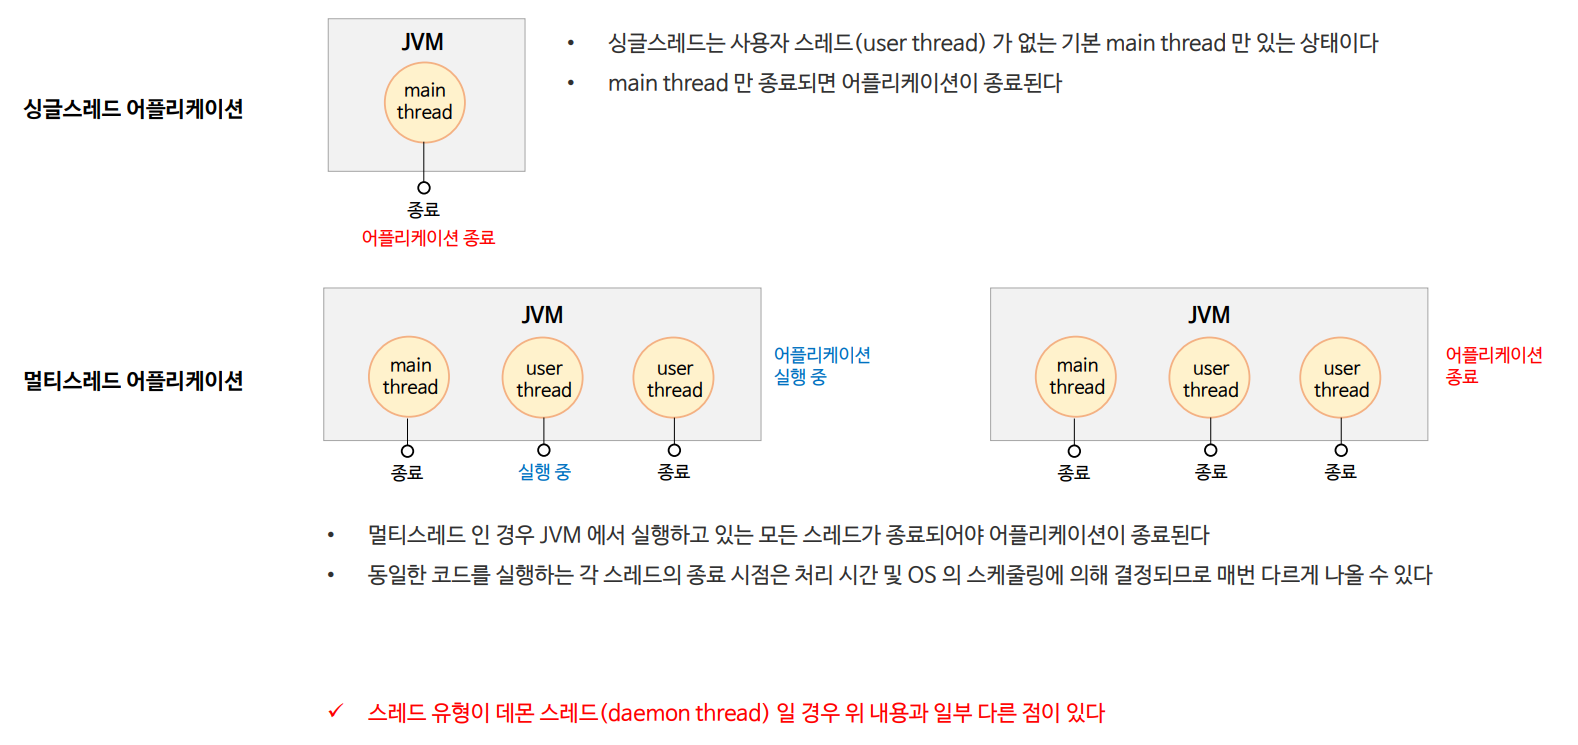 JVM
main
thread
종료
어플리케이션 종료
싱글스레드 어플리케이션
• 싱글스레드는 사용자 스레드(user thread) 가 없는 기본 main thread 만 있는 상태이다
• main thread 만 종료되면 어플리케이션이 종료된다
멀티스레드 어플리케이션
JVM
main
thread
user
thread
user
thread
종료
실행 중
종료
어플리케이션
실행 중
JVM
main
thread
user
thread
user
thread
종료
종료
종료
어플리케이션
종료
• 멀티스레드 인 경우 JVM 에서 실행하고 있는 모든 스레드가 종료되어야 어플리케이션이 종료된다
• 동일한 코드를 실행하는 각 스레드의 종료 시점은 처리 시간 및 OS 의 스케줄링에 의해 결정되므로 매번 다르게 나올 수 있다
✓ 스레드 유형이 데몬 스레드(daemon thread) 일 경우 위 내용과 일부 다른 점이 있다